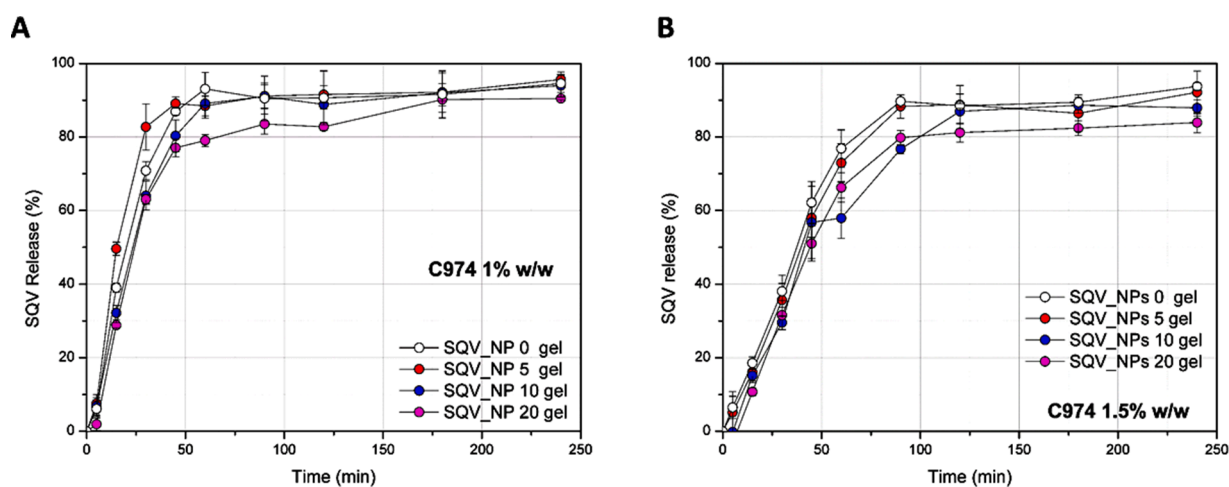 A
SQV Release (%)
100
80
60
40
20
0
C974 1% w/w
SQV_NP 0 gel
SQV_NP 5 gel
SQV_NP 10 gel
SQV_NP 20 gel
0 50 100 150 200 250
Time (min)
B
SQV release (%)
100
80
60
40
20
0
SQV_NPs 0 gel
SQV_NPs 5 gel
SQV_NPs 10 gel
SQV_NPs 20 gel
C974 1.5% w/w
0 50 100 150 200 250
Time (min)